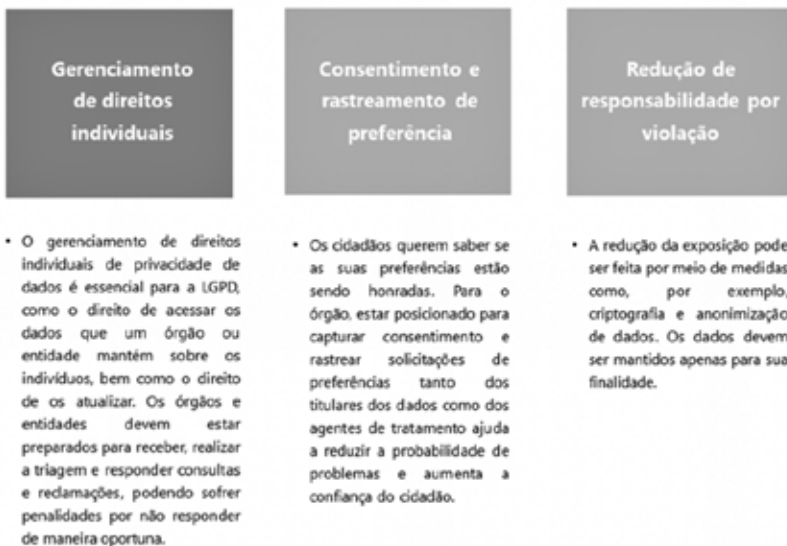 Gerenciamento
de direitos
individuais
• O gerenciamento de direitos
individuais de privacidade de
dados é essencial para a LGPD,
como o direito de acessar os
dados que um órgão ou
entidade mantém sobre os
indivíduos, bem como o direito
de os atualizar. Os órgãos e
entidades devem estar
preparados para receber, realizar
a triagem e responder consultas
e reclamações, podendo sofrer
penalidades por não responder
de maneira oportuna.
Consentimento e
rastreamento de
preferência
• Os cidadãos querem saber se
as suas preferências estão
sendo honradas. Para o
órgão, estar posicionado para
capturar consentimento e
rastrear solicitações de
preferências tanto dos
titulares dos dados como dos
agentes de tratamento ajuda
a reduzir a probabilidade de
problemas e aumenta a
confiança do cidadão.
Redução de
responsabilidade por
violação
• A redução da exposição pode
ser feita por meio de medidas
como, por exemplo,
criptografia e anonimização
de dados. Os dados devem
ser mantidos apenas para sua
finalidade.